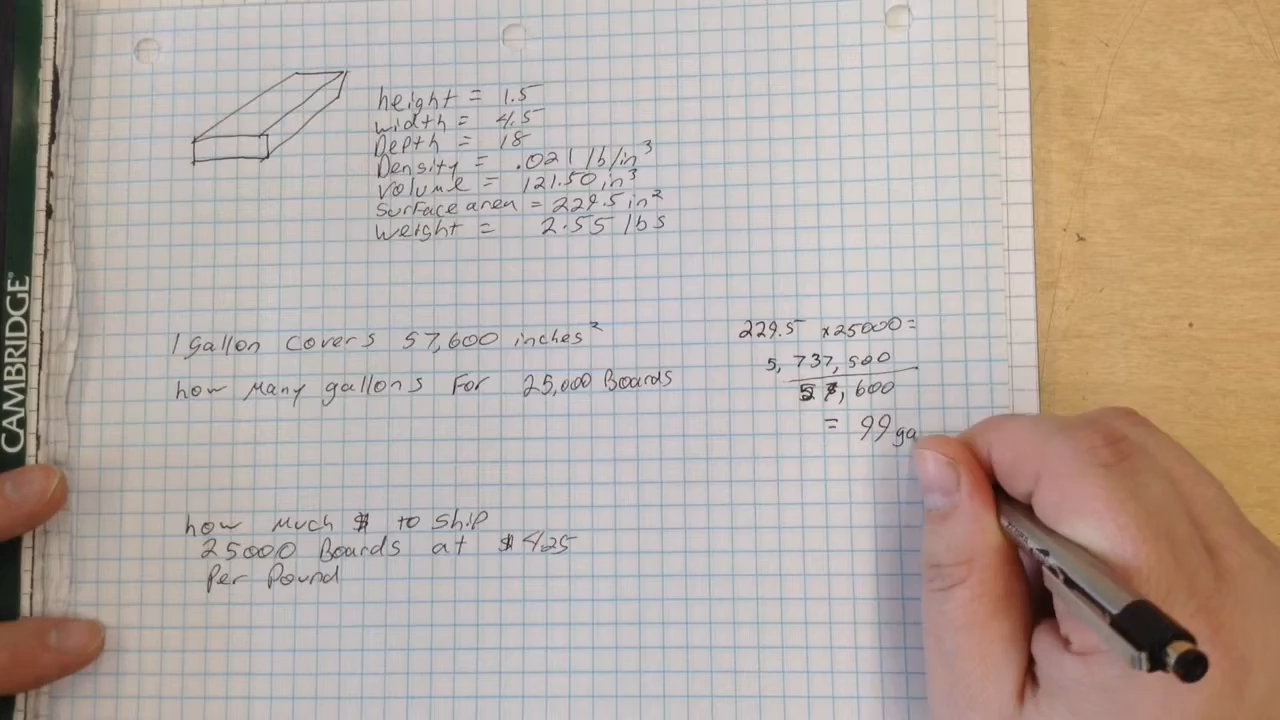 CAMBRIDGE®
height = 1.5
width = 4.5
Depth = 18
Density = .021 lb/in³
volume = 121.50 in³
Surface area = 229.5 in²
weight = 2.55 lbs
1 gallon covers 57,600 inches²
how many gallons For 25,000 Boards
229.5 x25000=
5,737,500
57,600
= 99 ga
how much $ to ship
25000 Boards at $4.25
Per Pound